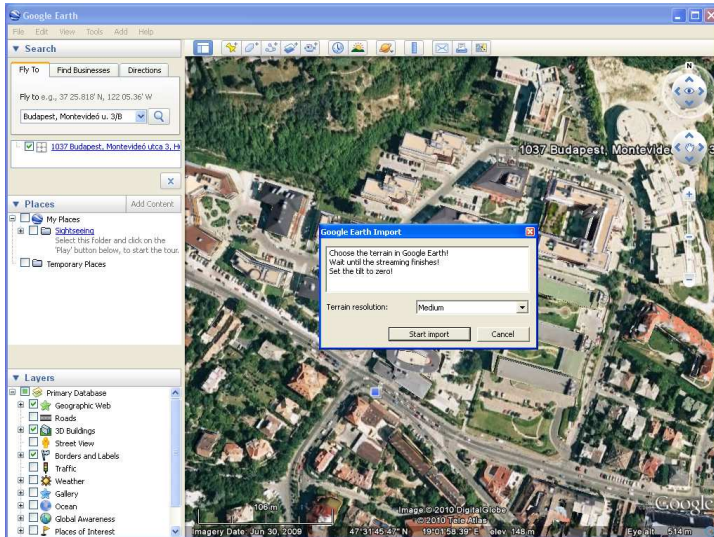 Google Earth
File Edit View Tools Add Help
Search
Fly To Find Businesses Directions
Fly to e.g., 37 25.818' N, 122 05.36' W
Budapest, Montevideó u. 3/B
1037 Budapest, Montevideó utca 3, H
x
Places Add Content
My Places
Sightseeing
Select this folder and click on the
'Play' button below, to start the tour.
Temporary Places
Layers
Primary Database
Geographic Web
Roads
3D Buildings
Street View
Borders and Labels
Traffic
Weather
Gallery
Ocean
Global Awareness
Places of Interest
N
1037 Budapest, Montevide 3
Google Earth Import
Choose the terrain in Google Earth!
Wait until the streaming finishes!
Set the tilt to zero!
Terrain resolution: Medium
Start import Cancel
106 m
Image © 2010 DigitalGlobe
© 2010 Tele Atlas
Google
Imagery Date: Jun 30, 2009 47°31'45.47" N 19°01'58.39" E elev 148 m Eye alt 514 m